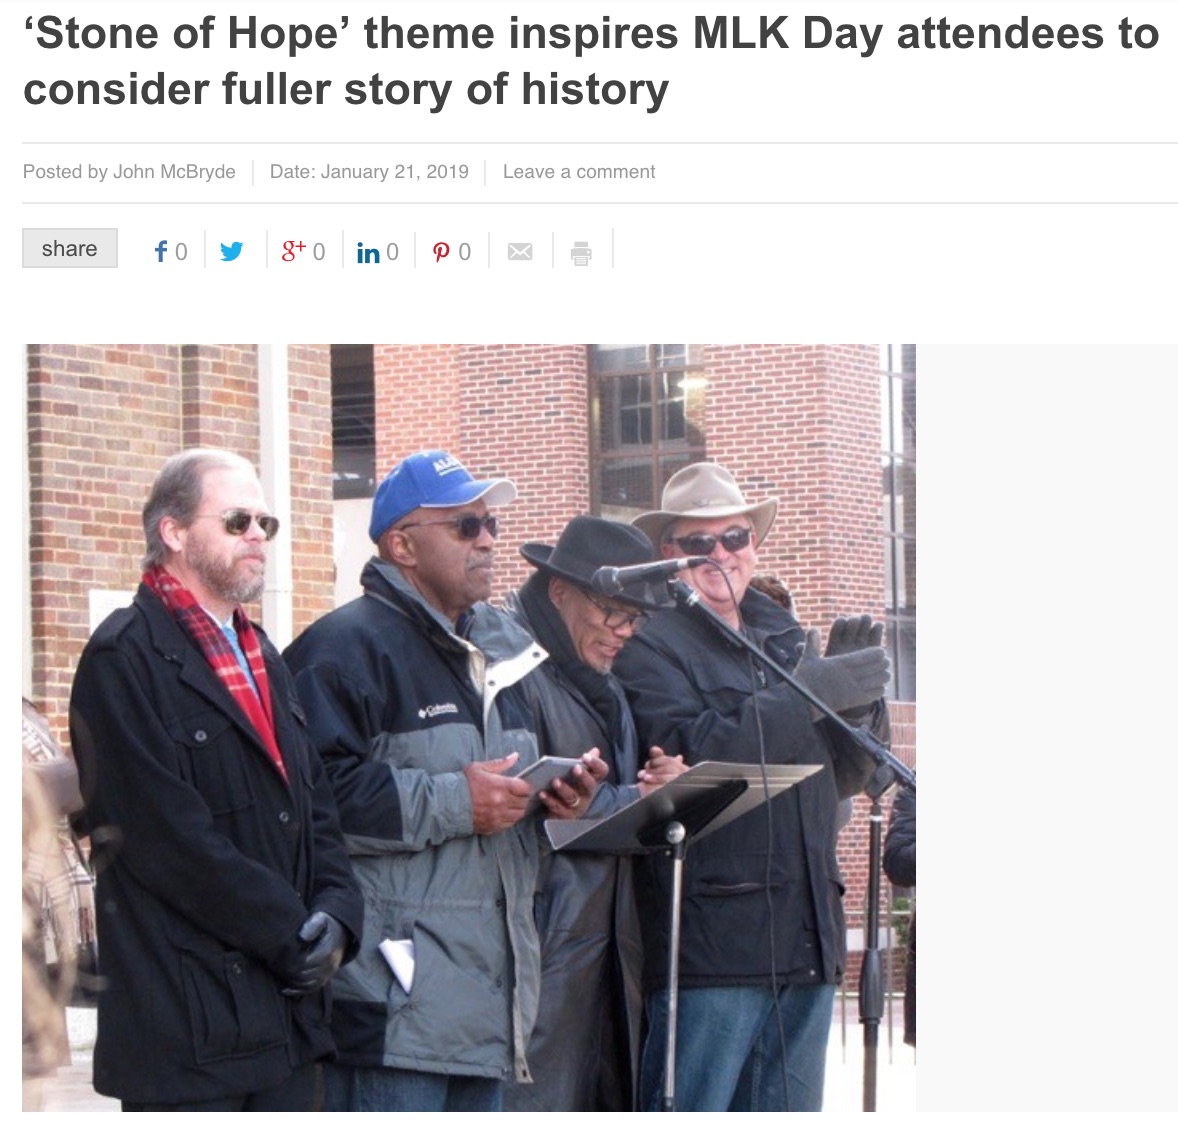 ‘Stone of Hope’ theme inspires MLK Day attendees to
consider fuller story of history
Posted by John McBryde
Date: January 21, 2019
Leave a comment
share
0
0
0
0
Columbia